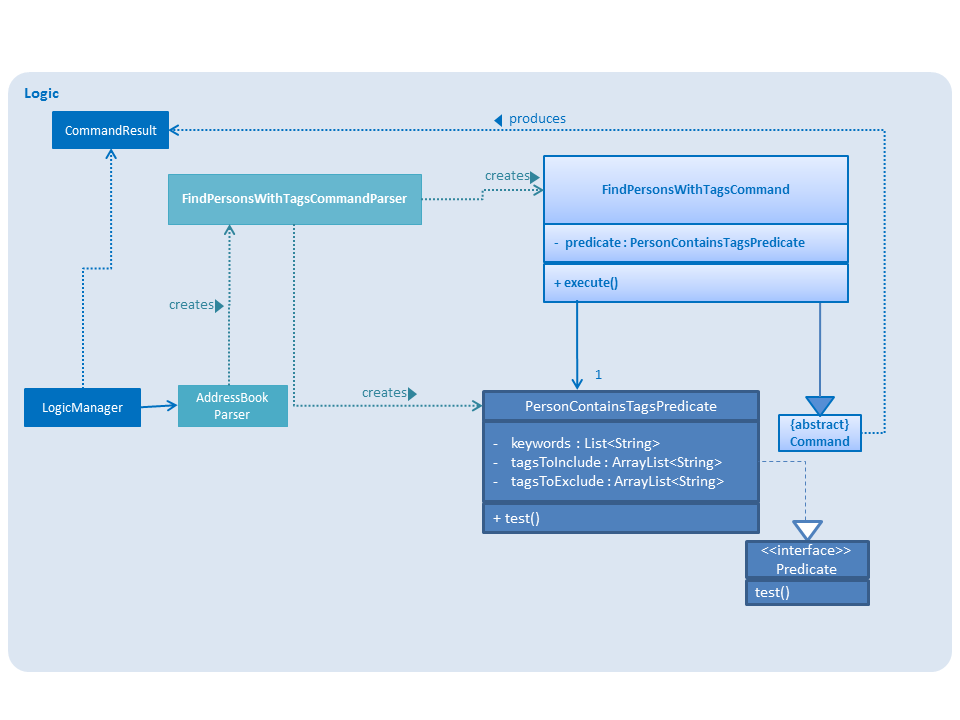 Logic
CommandResult
produces
creates
FindPersonsWithTagsCommandParser
FindPersonsWithTagsCommand
- predicate : PersonContainsTagsPredicate
+ execute()
creates
1
LogicManager
AddressBook
Parser
creates
PersonContainsTagsPredicate
- keywords : List<String>
- tagsToInclude : ArrayList<String>
- tagsToExclude : ArrayList<String>
+ test()
{abstract}
Command
<<interface>>
Predicate
test()